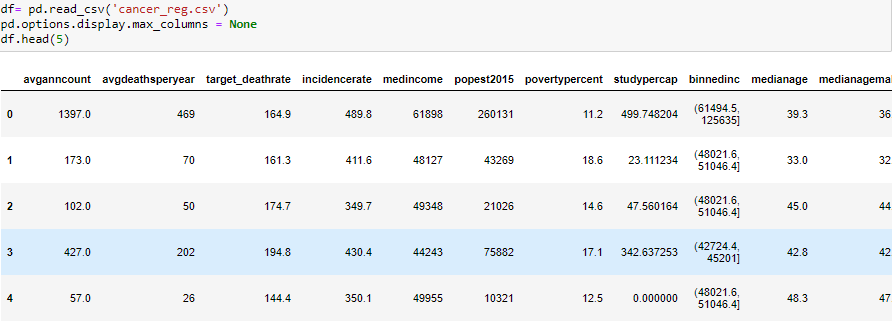 df= pd.read_csv('cancer_reg.csv')
pd.options.display.max_columns = None
df.head(5)
avganncount avgdeathsperyear target_deathrate incidencerate medincome popest2015 povertypercent studypercap binnedinc medianage medianagema
0 1397.0 469 164.9 489.8 61898 260131 11.2 499.748204 (61494.5, 125635] 39.3 36
1 173.0 70 161.3 411.6 48127 43269 18.6 23.111234 (48021.6, 51046.4] 33.0 32
2 102.0 50 174.7 349.7 49348 21026 14.6 47.560164 (48021.6, 51046.4] 45.0 44
3 427.0 202 194.8 430.4 44243 75882 17.1 342.637253 (42724.4, 45201] 42.8 42
4 57.0 26 144.4 350.1 49955 10321 12.5 0.000000 (48021.6, 51046.4] 48.3 47